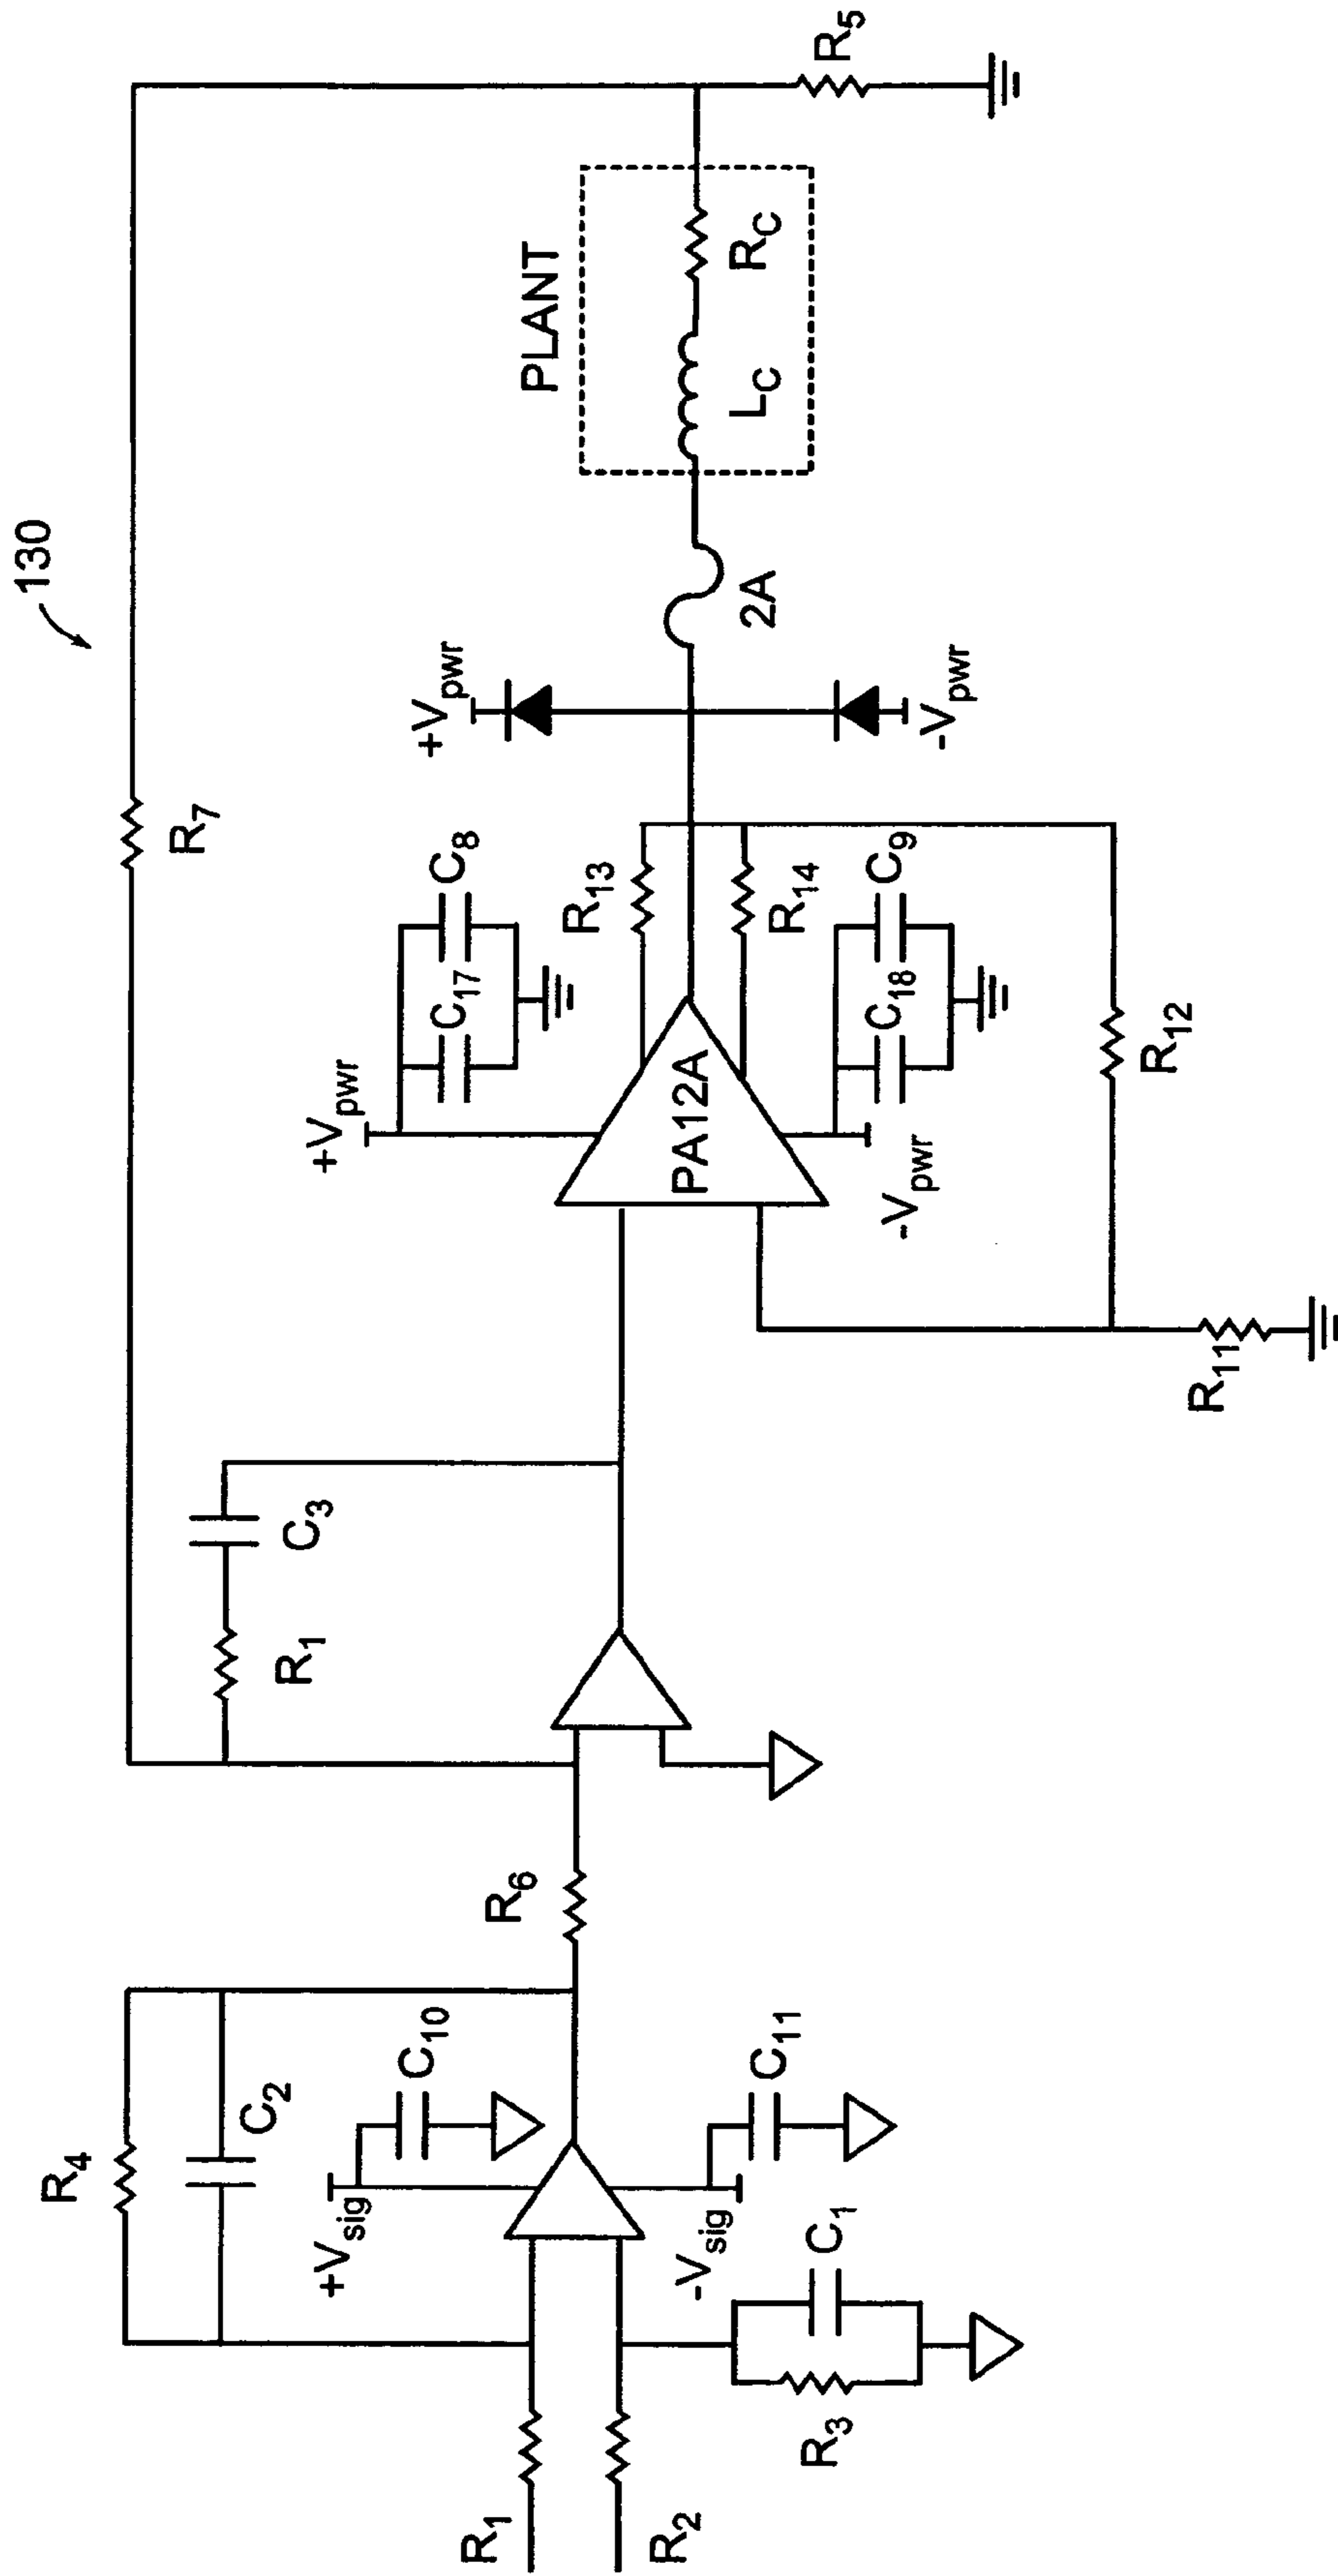 130
R4
C2
+Vsig
C10
-Vsig
C11
R1
R2
R3
C1
R6
R1
C3
R7
+Vpwr
C17
C8
PA12A
R13
R14
-Vpwr
C18
C9
R11
R12
+Vpwr
-Vpwr
2A
PLANT
LC
RC
R5